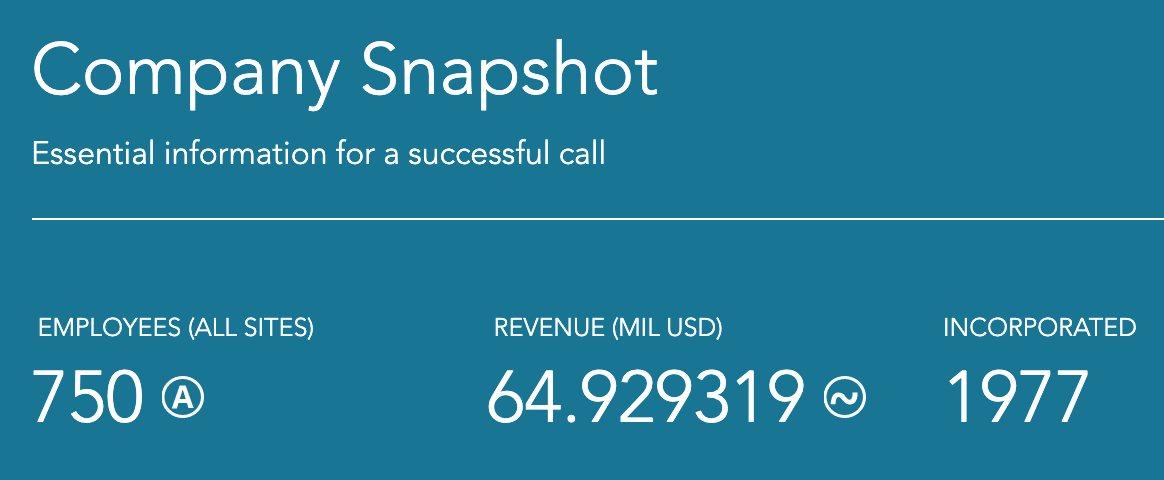 Company Snapshot
Essential information for a successful call
EMPLOYEES (ALL SITES) REVENUE (MIL USD) INCORPORATED
750 Ⓐ 64.929319 ~ 1977